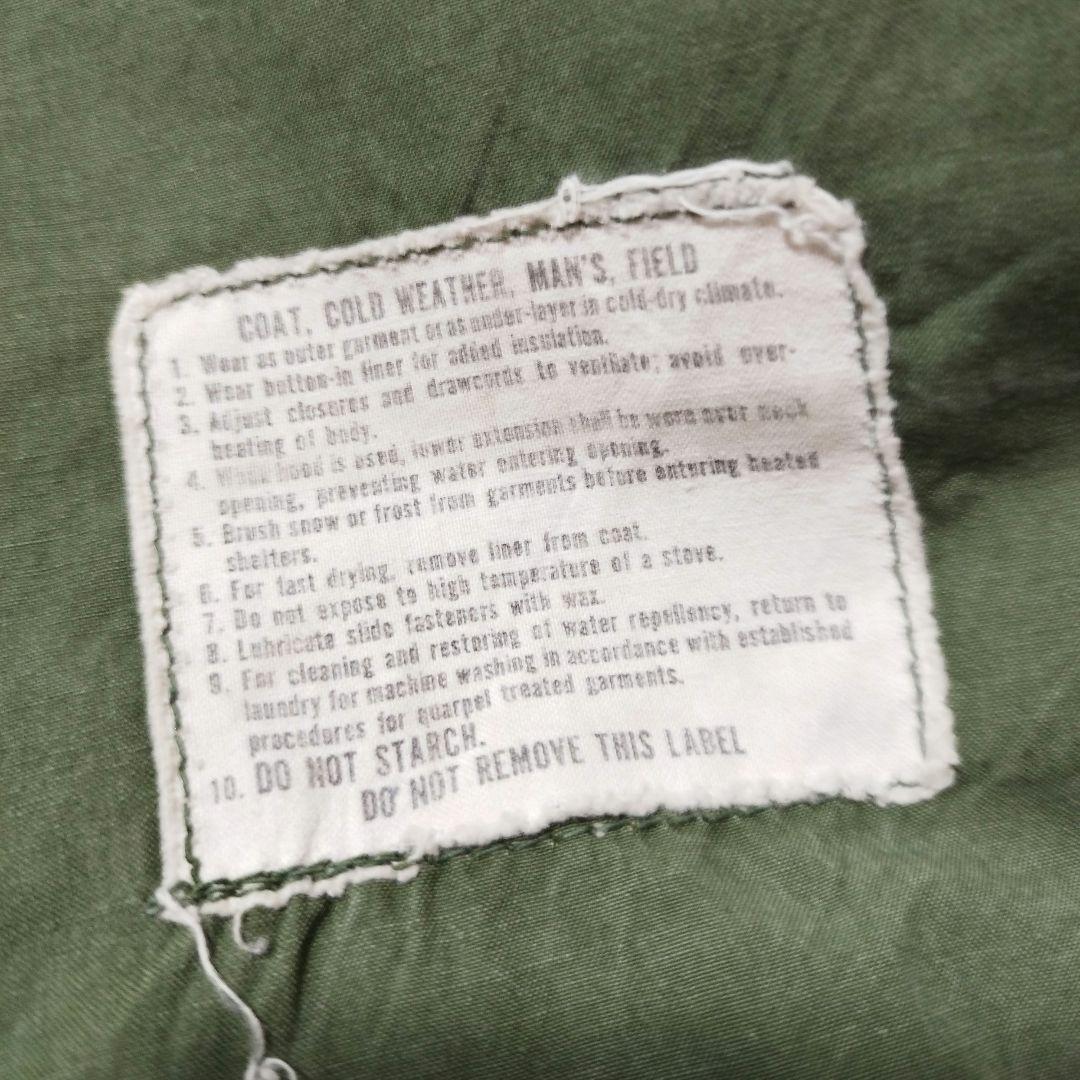 COAT, COLD WEATHER, MAN'S, FIELD
1. Wear as outer garment or as under-layer in cold-dry climate.
2. Wear button-in liner for added insulation.
3. Adjust closures and drawcords to ventilate; avoid over-
heating of body.
4. When hood is used, lower extension shall be worn over neck
opening, preventing water entering opening.
5. Brush snow or frost from garments before entering heated
shelters.
6. For fast drying, remove liner from coat.
7. Do not expose to high temperature of a stove.
8. Lubricate slide fasteners with wax.
9. For cleaning and restoring of water repellency, return to
laundry for machine washing in accordance with established
procedures for quarpel treated garments.
10. DO NOT STARCH.
DO NOT REMOVE THIS LABEL